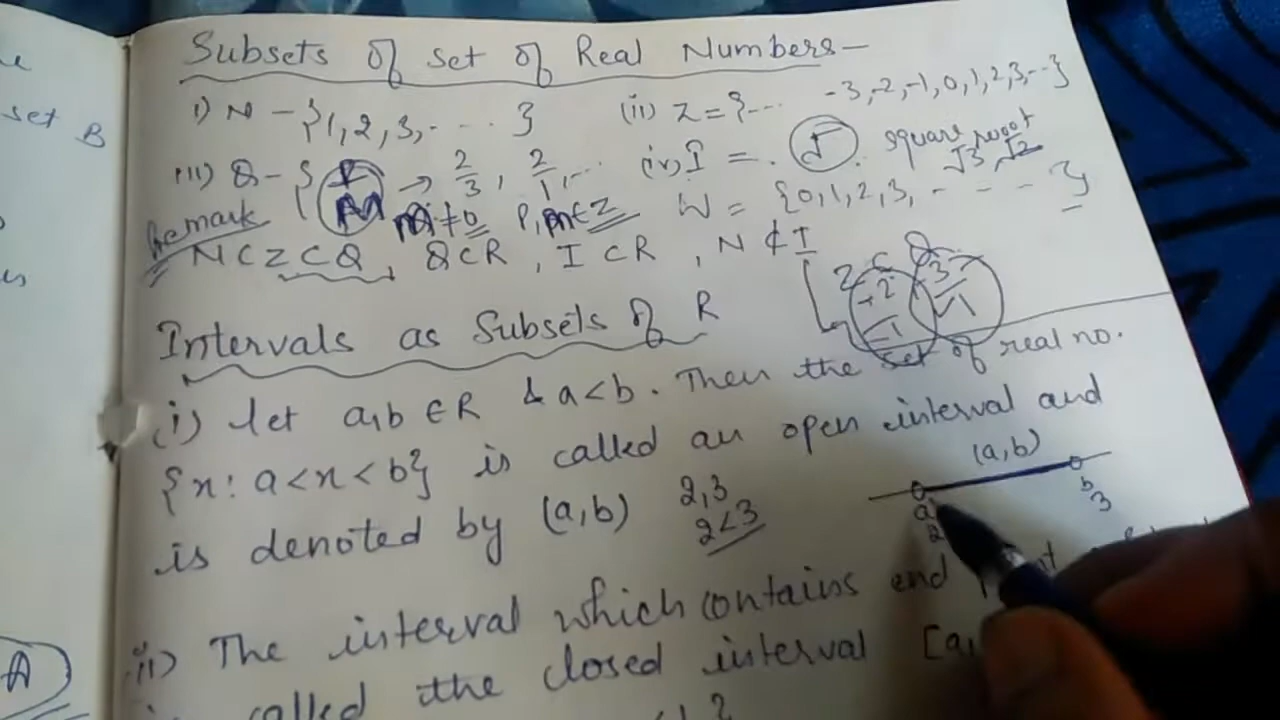 set B
Subsets of set of Real Numbers—
i) N - {1, 2, 3, - - - - }
(ii) Z = {--- -3, -2, -1, 0, 1, 2, 3, -- }
(iii) Q - { → 2/3, 2/1, ...
(iv) I = . √ . square root
√3, √2
≠0 P, m ∈ Z
W = {0, 1, 2, 3, - - - - }
Remark
N ⊂ Z ⊂ Q, Q ⊂ R, I ⊂ R, N ⊄ I
Z ⊂ Q
Intervals as Subsets of R
(i) let a, b ∈ R & a < b. Then the set of real no.
{x : a < x < b} is called an open interval and
is denoted by (a, b)
2, 3
2 < 3
(a, b)
a b
2 3
ii) The interval which contains end
called the closed interval [a,
A